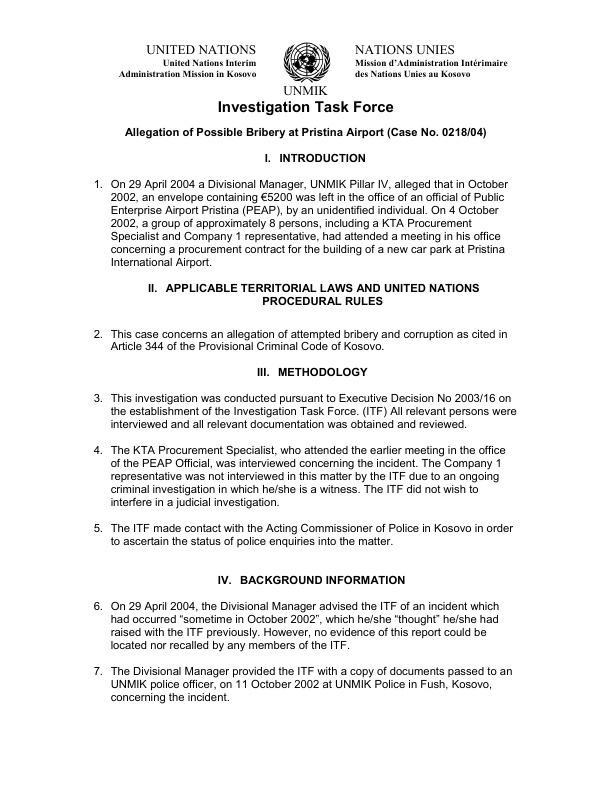 UNITED NATIONS
United Nations Interim
Administration Mission in Kosovo
NATIONS UNIES
Mission d'Administration Intérimaire
des Nations Unies au Kosovo
UNMIK
Investigation Task Force
Allegation of Possible Bribery at Pristina Airport (Case No. 0218/04)
I. INTRODUCTION
1. On 29 April 2004 a Divisional Manager, UNMIK Pillar IV, alleged that in October
2002, an envelope containing €5200 was left in the office of an official of Public
Enterprise Airport Pristina (PEAP), by an unidentified individual. On 4 October
2002, a group of approximately 8 persons, including a KTA Procurement
Specialist and Company 1 representative, had attended a meeting in his office
concerning a procurement contract for the building of a new car park at Pristina
International Airport.
II. APPLICABLE TERRITORIAL LAWS AND UNITED NATIONS
PROCEDURAL RULES
2. This case concerns an allegation of attempted bribery and corruption as cited in
Article 344 of the Provisional Criminal Code of Kosovo.
III. METHODOLOGY
3. This investigation was conducted pursuant to Executive Decision No 2003/16 on
the establishment of the Investigation Task Force. (ITF) All relevant persons were
interviewed and all relevant documentation was obtained and reviewed.
4. The KTA Procurement Specialist, who attended the earlier meeting in the office
of the PEAP Official, was interviewed concerning the incident. The Company 1
representative was not interviewed in this matter by the ITF due to an ongoing
criminal investigation in which he/she is a witness. The ITF did not wish to
interfere in a judicial investigation.
5. The ITF made contact with the Acting Commissioner of Police in Kosovo in order
to ascertain the status of police enquiries into the matter.
IV. BACKGROUND INFORMATION
6. On 29 April 2004, the Divisional Manager advised the ITF of an incident which
had occurred “sometime in October 2002”, which he/she “thought” he/she had
raised with the ITF previously. However, no evidence of this report could be
located nor recalled by any members of the ITF.
7. The Divisional Manager provided the ITF with a copy of documents passed to an
UNMIK police officer, on 11 October 2002 at UNMIK Police in Fush, Kosovo,
concerning the incident.